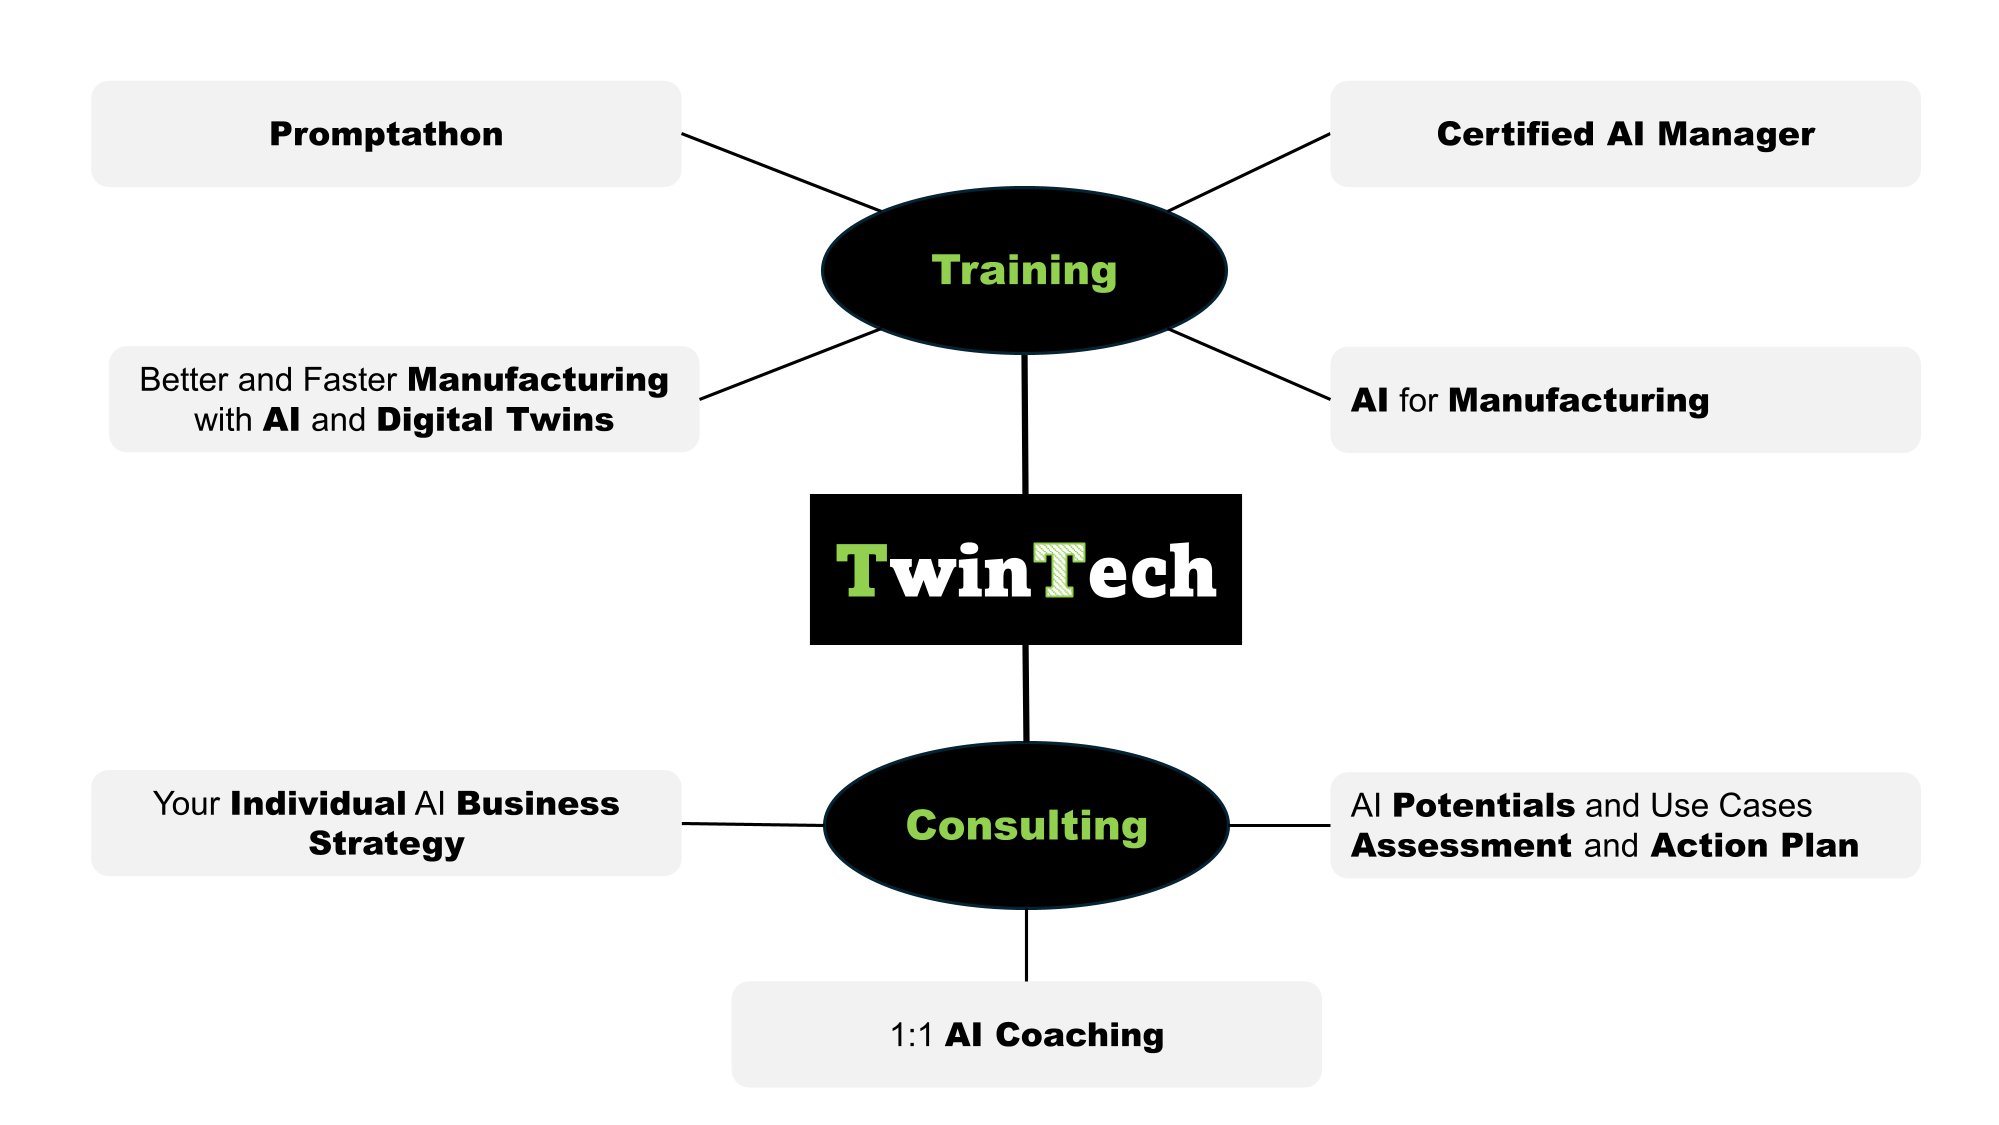 Promptathon
Certified AI Manager
Training
Better and Faster Manufacturing
with AI and Digital Twins
AI for Manufacturing
TwinTech
Your Individual AI Business
Strategy
Consulting
AI Potentials and Use Cases
Assessment and Action Plan
1:1 AI Coaching